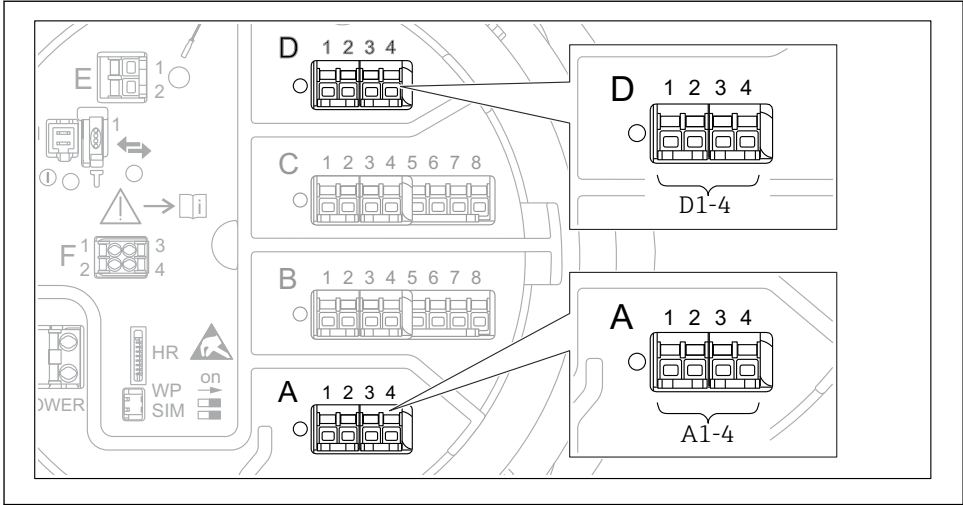 D 1 2 3 4
E 1
2
D 1 2 3 4
D1-4
1
C 1 2 3 4 5 6 7 8
i
F 1 3
2 4
B 1 2 3 4 5 6 7 8
A 1 2 3 4
A1-4
HR
WP on
SIM
OWER
A 1 2 3 4